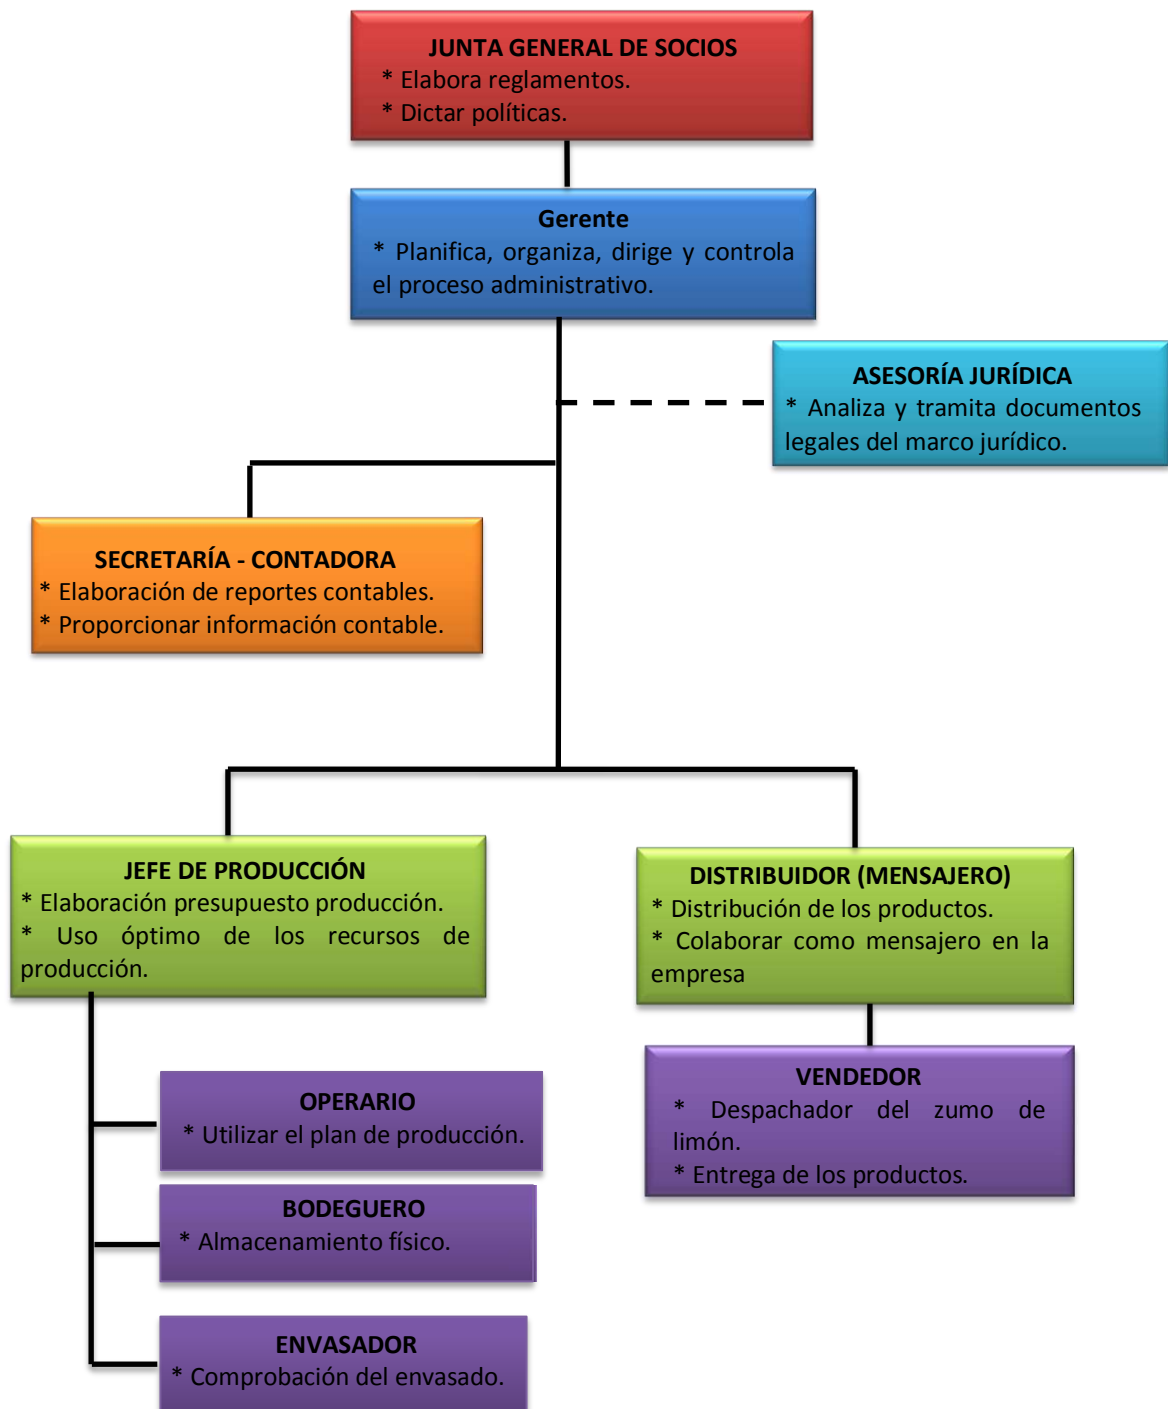 JUNTA GENERAL DE SOCIOS
* Elabora reglamentos.
* Dictar políticas.
Gerente
* Planifica, organiza, dirige y controla
el proceso administrativo.
ASESORÍA JURÍDICA
* Analiza y tramita documentos
legales del marco jurídico.
SECRETARÍA - CONTADORA
* Elaboración de reportes contables.
* Proporcionar información contable.
JEFE DE PRODUCCIÓN
* Elaboración presupuesto producción.
* Uso óptimo de los recursos de
producción.
DISTRIBUIDOR (MENSAJERO)
* Distribución de los productos.
* Colaborar como mensajero en la
empresa
OPERARIO
* Utilizar el plan de producción.
BODEGUERO
* Almacenamiento físico.
ENVASADOR
* Comprobación del envasado.
VENDEDOR
* Despachador del zumo de
limón.
* Entrega de los productos.